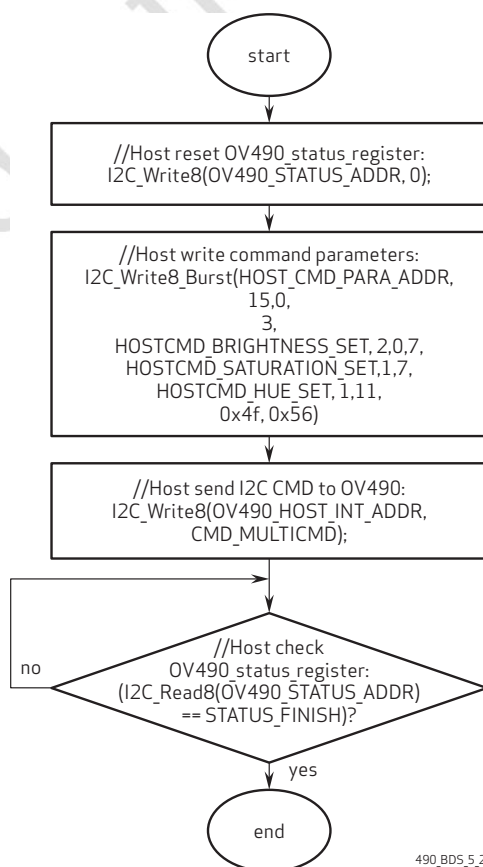 start
//Host reset OV490_status_register:
I2C_Write8(OV490_STATUS_ADDR, 0);
//Host write command parameters:
I2C_Write8_Burst(HOST_CMD_PARA_ADDR,
15,0,
3,
HOSTCMD_BRIGHTNESS_SET, 2,0,7,
HOSTCMD_SATURATION_SET,1,7,
HOSTCMD_HUE_SET, 1,11,
0x4f, 0x56)
//Host send I2C CMD to OV490:
I2C_Write8(OV490_HOST_INT_ADDR,
CMD_MULTICMD);
//Host check
OV490_status_register:
(I2C_Read8(OV490_STATUS_ADDR)
== STATUS_FINISH)?
no
yes
end
490_BDS_5_2